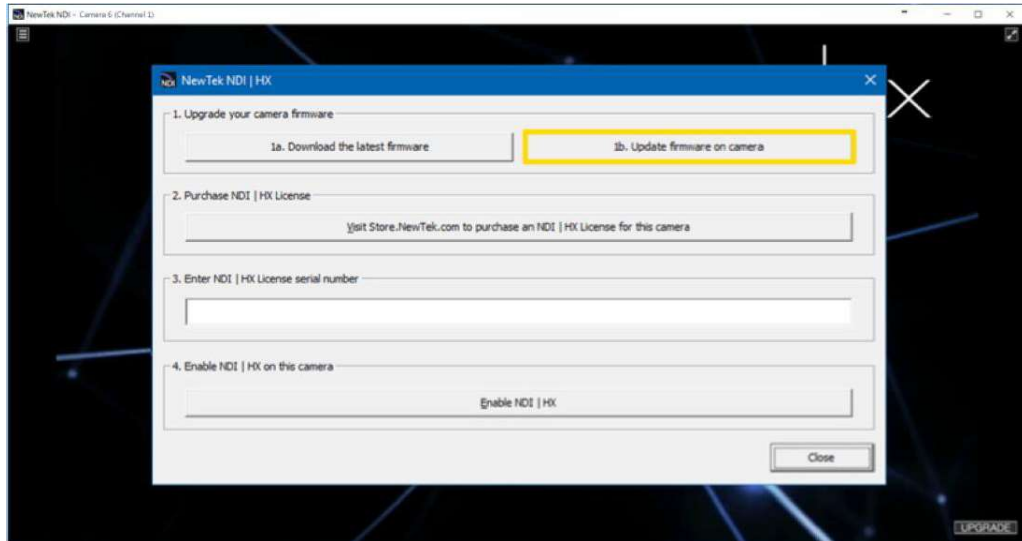 NewTek NDI - Camera 6 (Channel 1)
NDI NewTek NDI | HX
1. Upgrade your camera firmware
1a. Download the latest firmware
1b. Update firmware on camera
2. Purchase NDI | HX License
Visit Store.NewTek.com to purchase an NDI | HX License for this camera
3. Enter NDI | HX License serial number
4. Enable NDI | HX on this camera
Enable NDI | HX
Close
X
UPGRADE